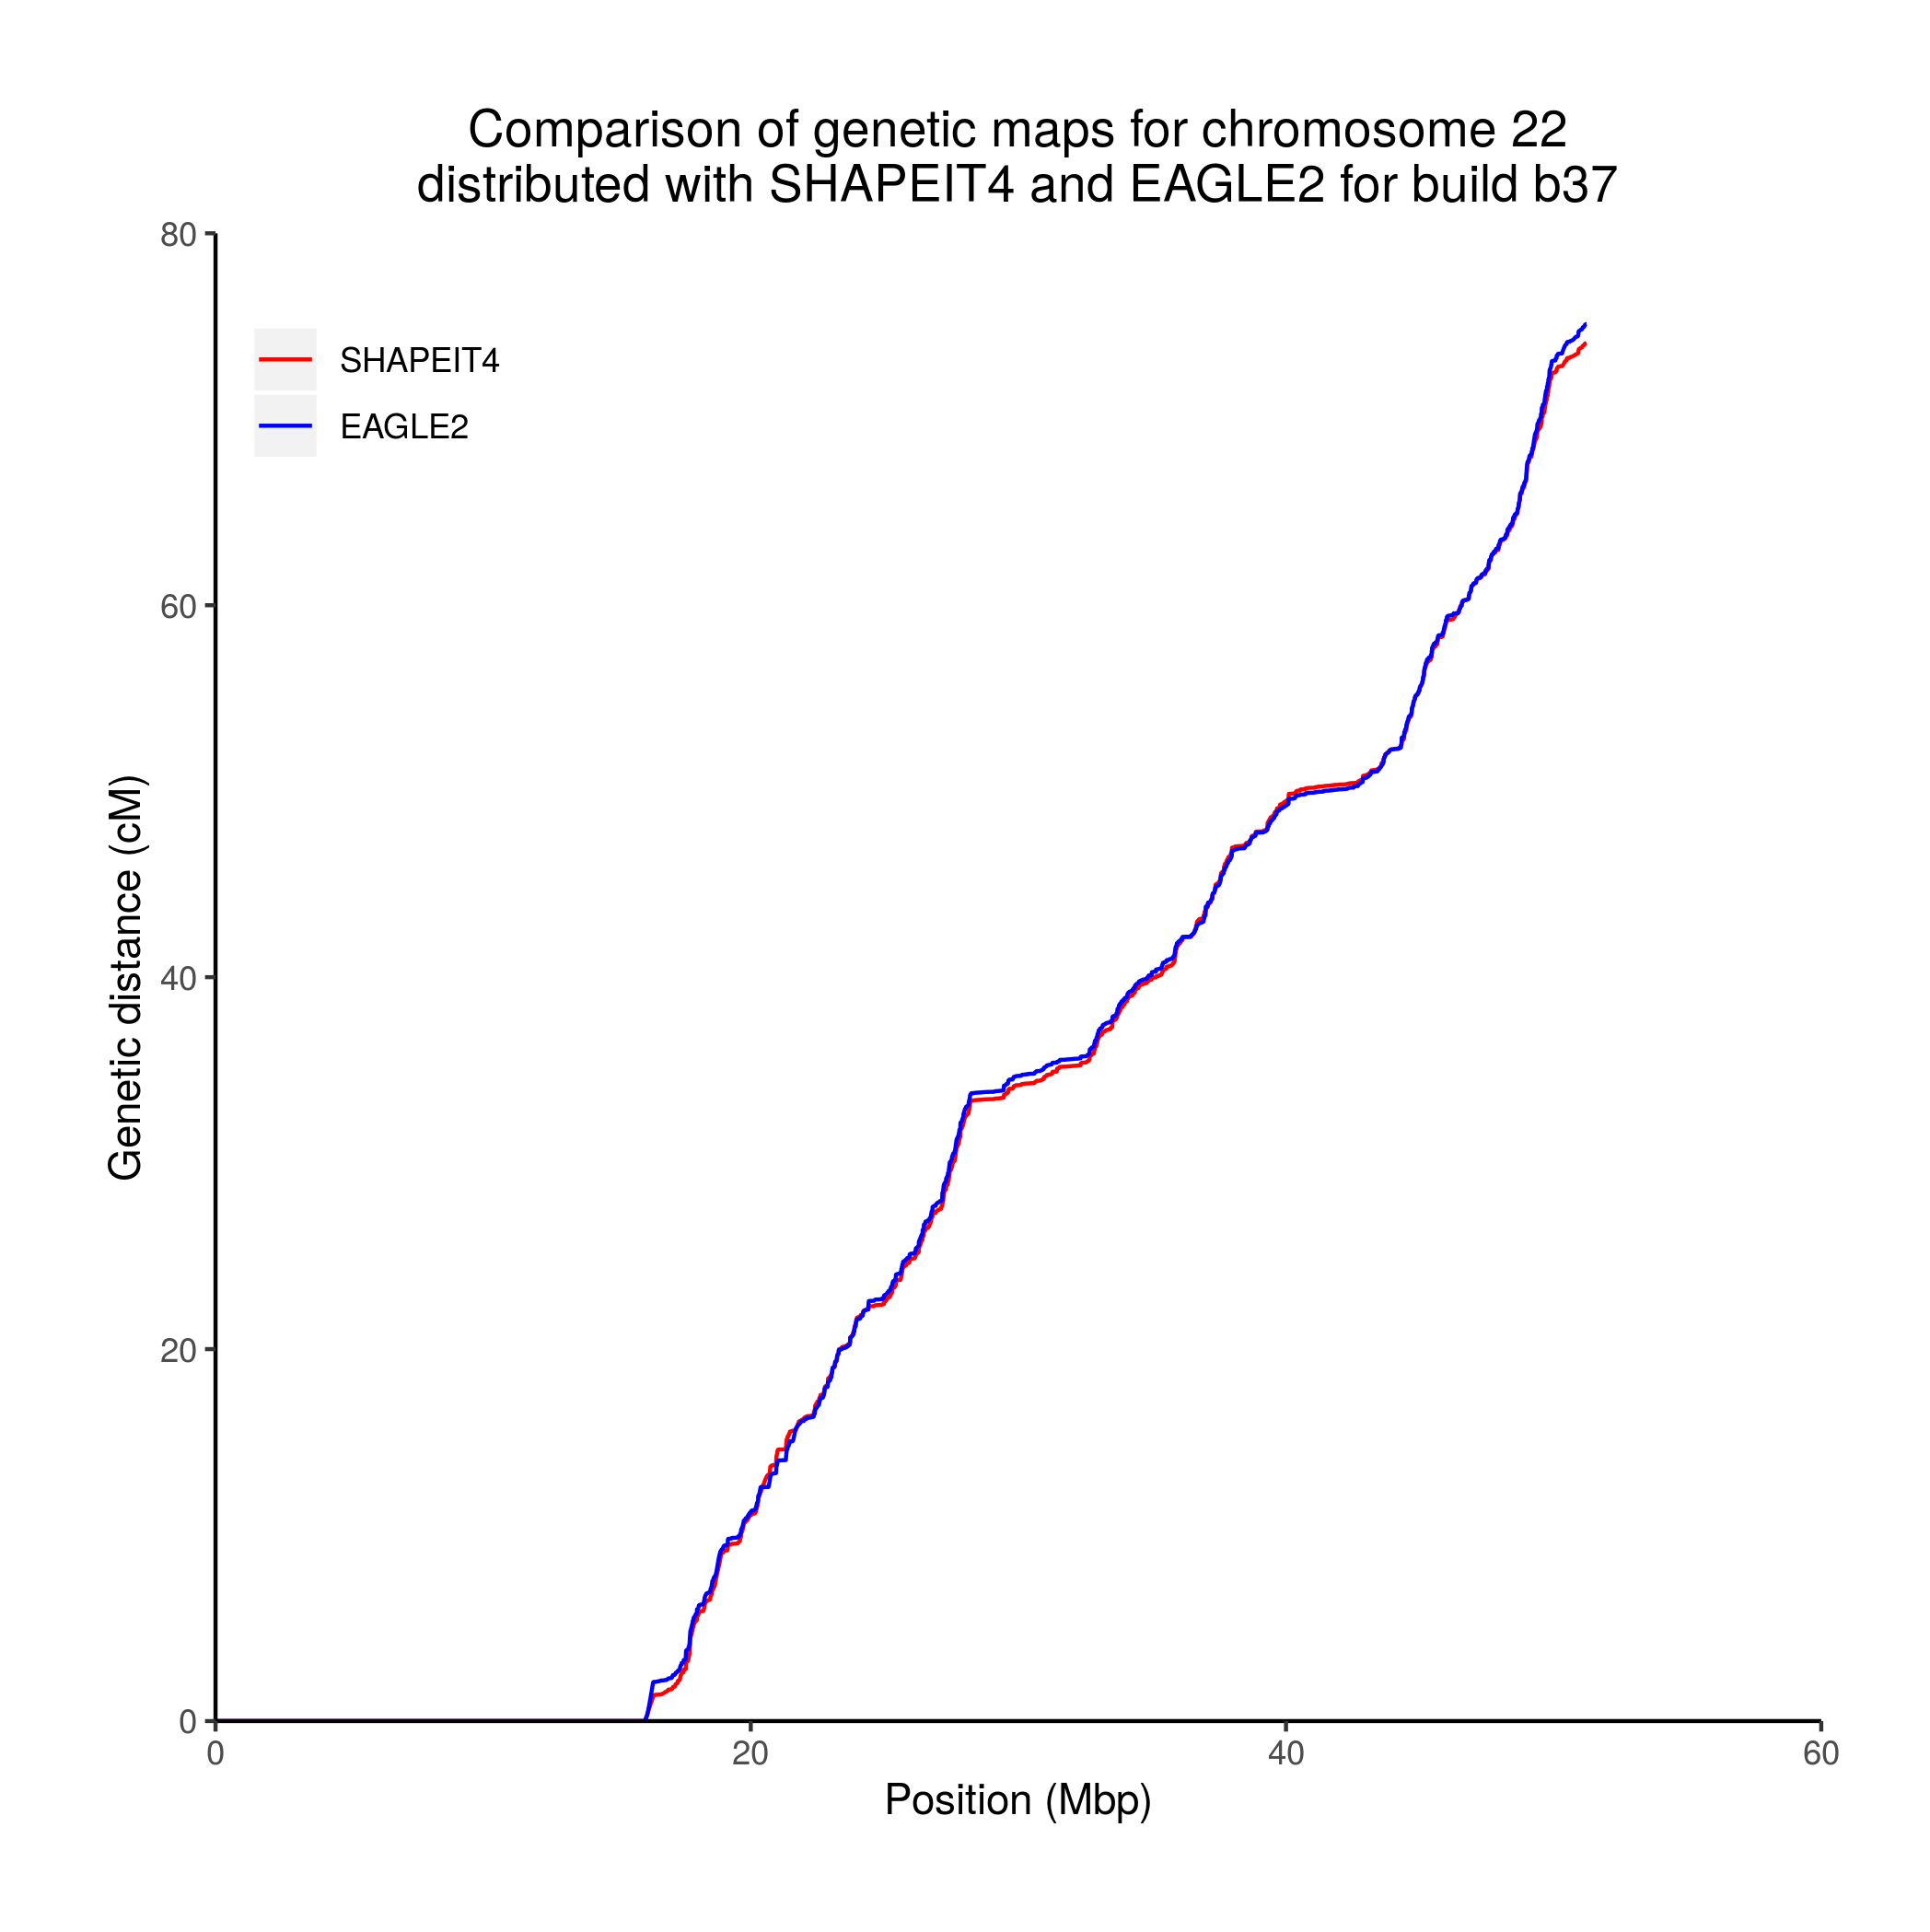 Comparison of genetic maps for chromosome 22
distributed with SHAPEIT4 and EAGLE2 for build b37
80
60
40
20
0
SHAPEIT4
EAGLE2
Genetic distance (cM)
0
20
40
60
Position (Mbp)